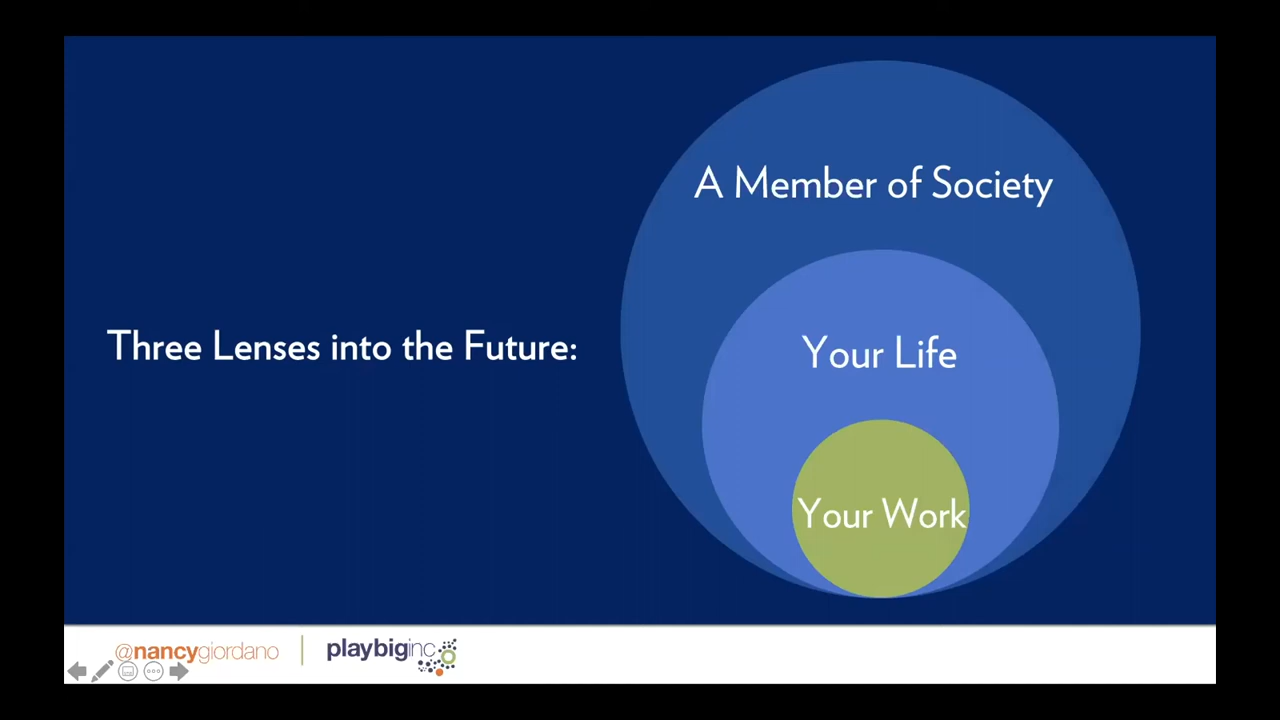 A Member of Society
Three Lenses into the Future:
Your Life
Your Work
@nancygiordano
playbiginc